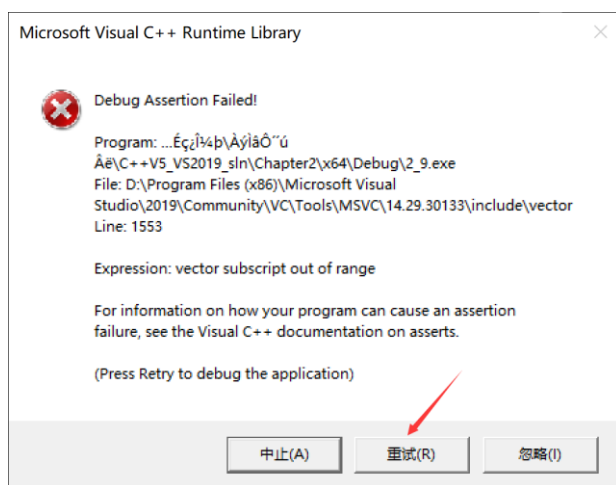 Microsoft Visual C++ Runtime Library
Debug Assertion Failed!
Program: ...Éç¿Î¼þ\ÀýÌâÔ´´ú
Âë\C++V5_VS2019_sln\Chapter2\x64\Debug\2_9.exe
File: D:\Program Files (x86)\Microsoft Visual
Studio\2019\Community\VC\Tools\MSVC\14.29.30133\include\vector
Line: 1553
Expression: vector subscript out of range
For information on how your program can cause an assertion
failure, see the Visual C++ documentation on asserts.
(Press Retry to debug the application)
中止(A)
重试(R)
忽略(I)